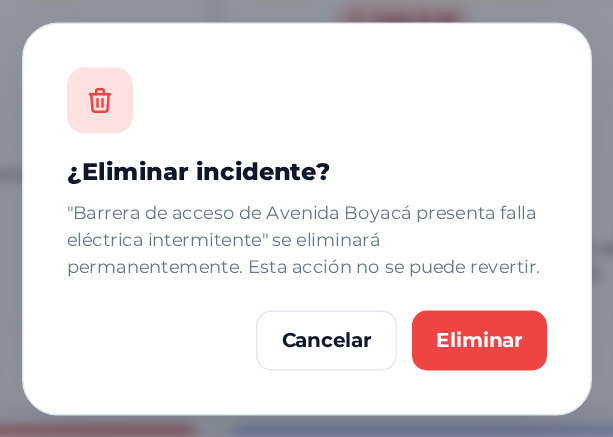 ¿Eliminar incidente?
"Barrera de acceso de Avenida Boyacá presenta falla
eléctrica intermitente" se eliminará
permanentemente. Esta acción no se puede revertir.
Cancelar
Eliminar